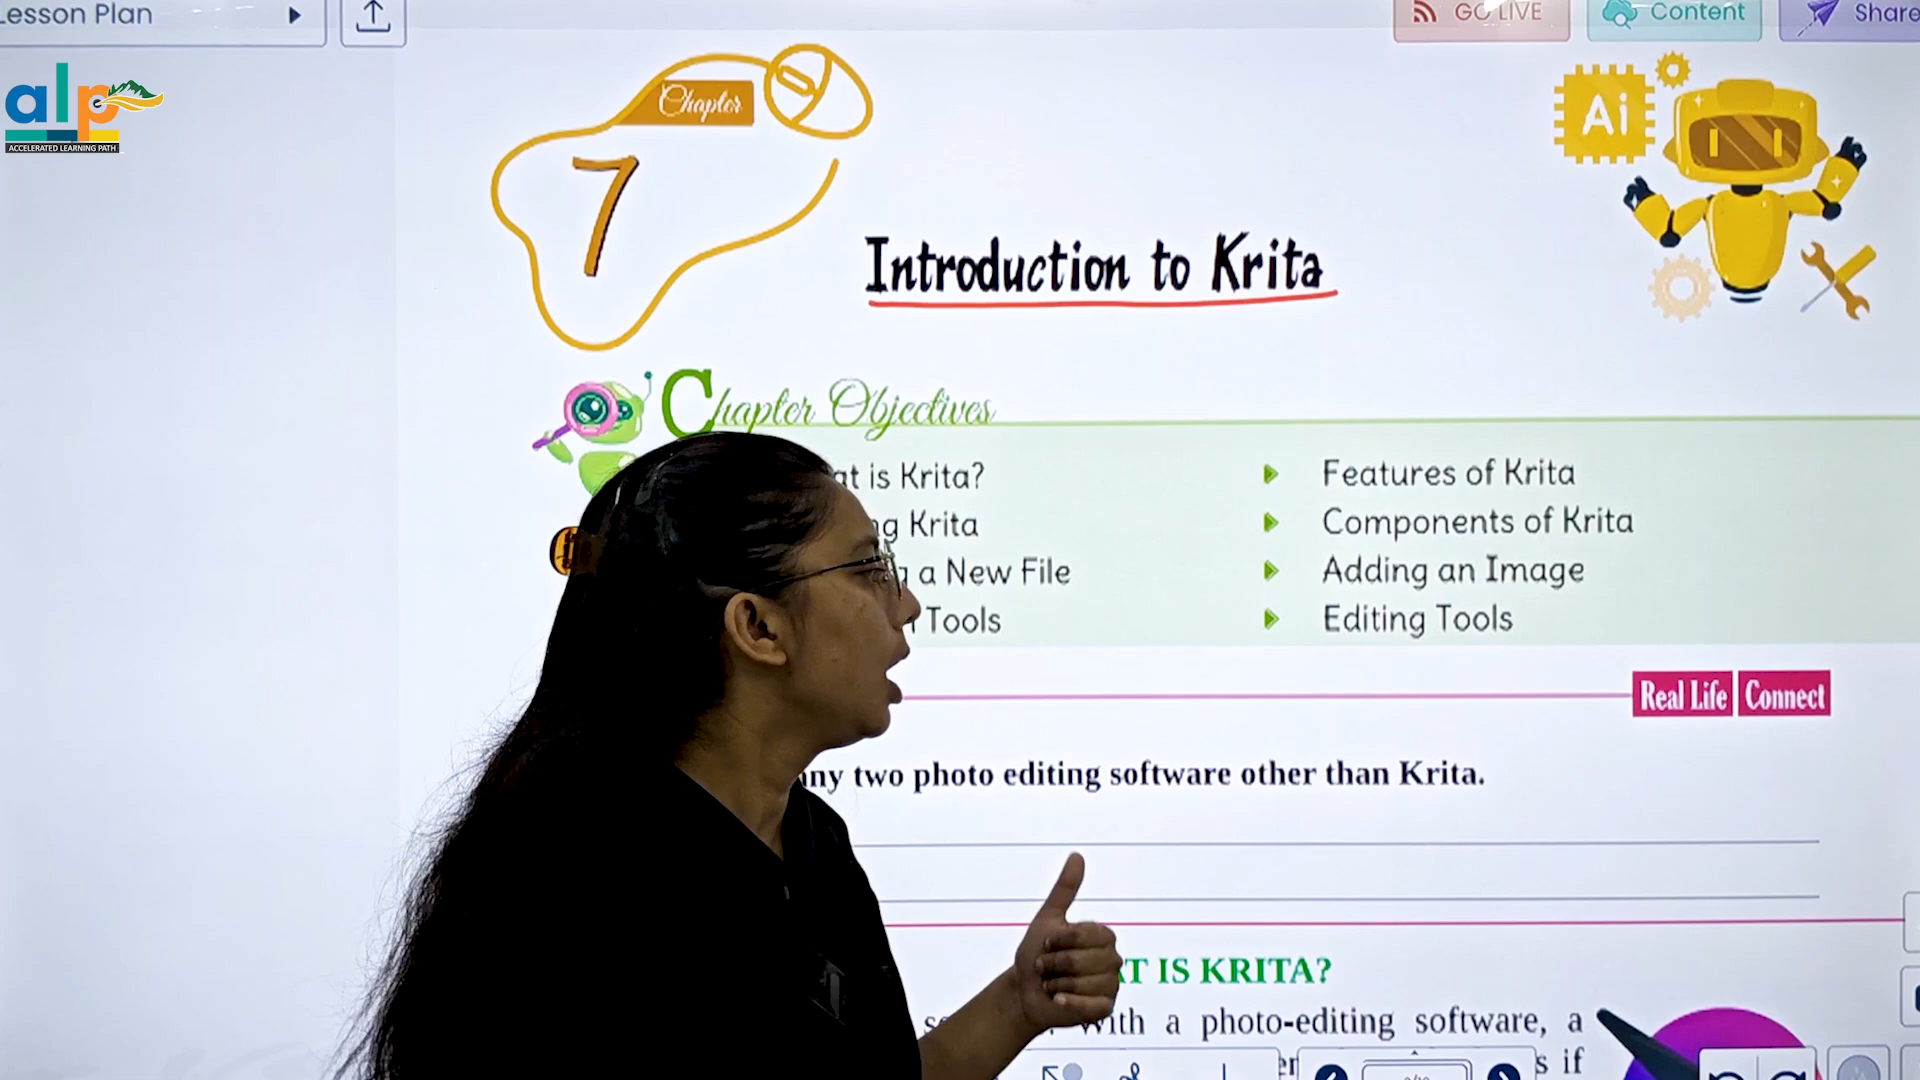 Lesson Plan
GO LIVE
Content
Share
alp
ACCELERATED LEARNING PATH
Chapter
7
Ai
Introduction to Krita
Chapter Objectives
is Krita?
Features of Krita
Krita
Components of Krita
a New File
Adding an Image
Tools
Editing Tools
Real Life Connect
two photo editing software other than Krita.
IS KRITA?
with a photo-editing software, a
if